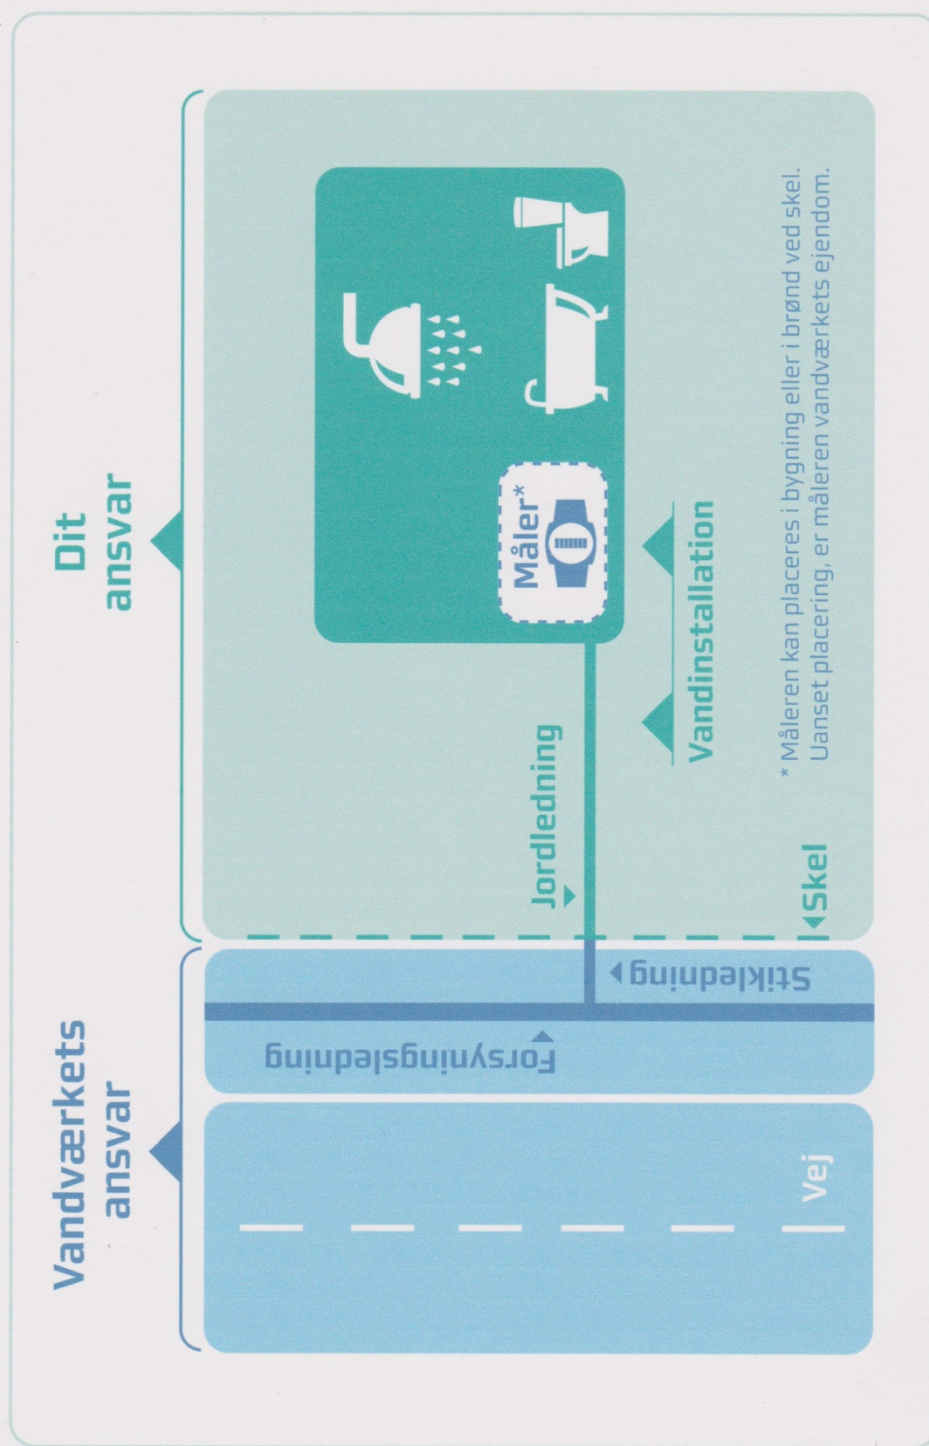 Vandværkets
ansvar
Dit
ansvar
Forsyningsledning
Stikledning
Jordledning
Måler*
Vandinstallation
Vej
Skel
* Måleren kan placeres i bygning eller i brønd ved skel.
Uanset placering, er måleren vandværkets ejendom.